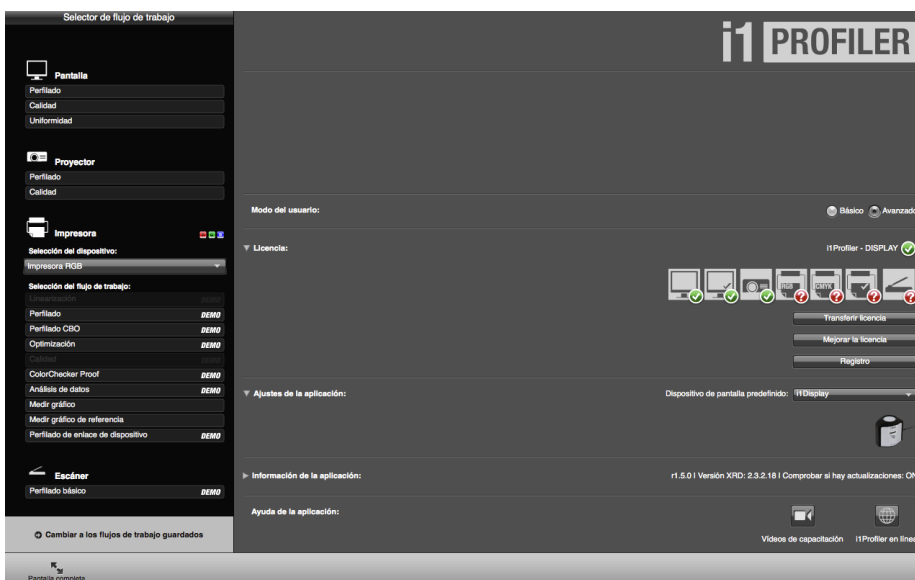 Selector de flujo de trabajo
Pantalla
Perfilado
Calidad
Uniformidad
Proyector
Perfilado
Calidad
Impresora
Selección del dispositivo:
Impresora RGB
Selección del flujo de trabajo:
Linearización DEMO
Perfilado DEMO
Perfilado CBO DEMO
Optimización DEMO
Calidad DEMO
ColorChecker Proof DEMO
Análisis de datos DEMO
Medir gráfico
Medir gráfico de referencia
Perfilado de enlace de dispositivo DEMO
Escáner
Perfilado básico DEMO
Cambiar a los flujos de trabajo guardados
Pantalla completa
i1 PROFILER
Modo del usuario: Básico Avanzado
Licencia: i1Profiler - DISPLAY
RGB CMYK
Transferir licencia
Mejorar la licencia
Registro
Ajustes de la aplicación: Dispositivo de pantalla predefinido: i1Display
Información de la aplicación: r1.5.0 I Versión XRD: 2.3.2.18 I Comprobar si hay actualizaciones: ON
Ayuda de la aplicación:
Vídeos de capacitación i1Profiler en línea